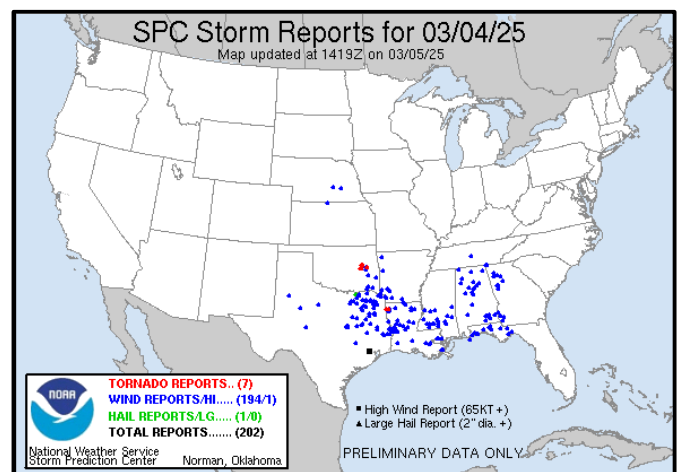 SPC Storm Reports for 03/04/25
Map updated at 1419Z on 03/05/25
TORNADO REPORTS.. (7)
WIND REPORTS/HI..... (194/1)
HAIL REPORTS/LG..... (1/0)
TOTAL REPORTS....... (202)
NOAA
National Weather Service
Storm Prediction Center Norman, Oklahoma
High Wind Report (65KT +)
Large Hail Report (2" dia. +)
PRELIMINARY DATA ONLY